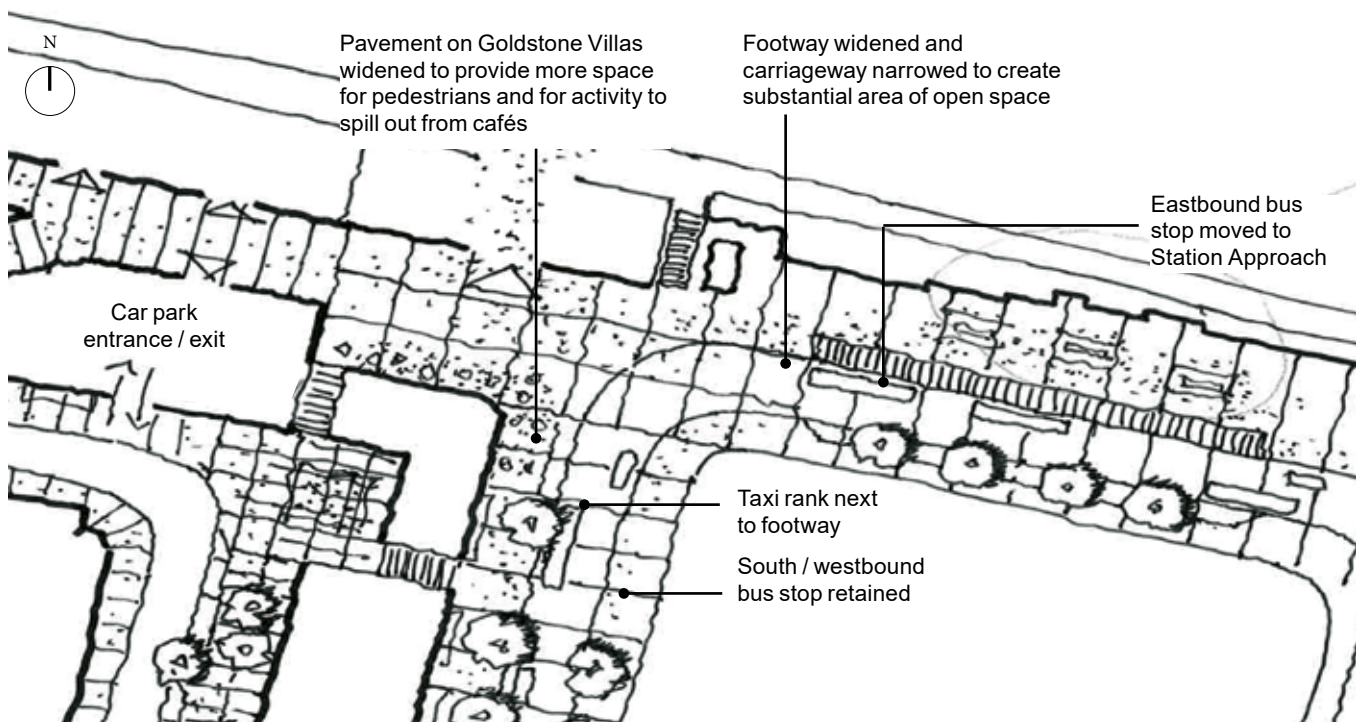 N
Pavement on Goldstone Villas
widened to provide more space
for pedestrians and for activity to
spill out from cafés
Footway widened and
carriageway narrowed to create
substantial area of open space
Eastbound bus
stop moved to
Station Approach
Car park
entrance / exit
Taxi rank next
to footway
South / westbound
bus stop retained